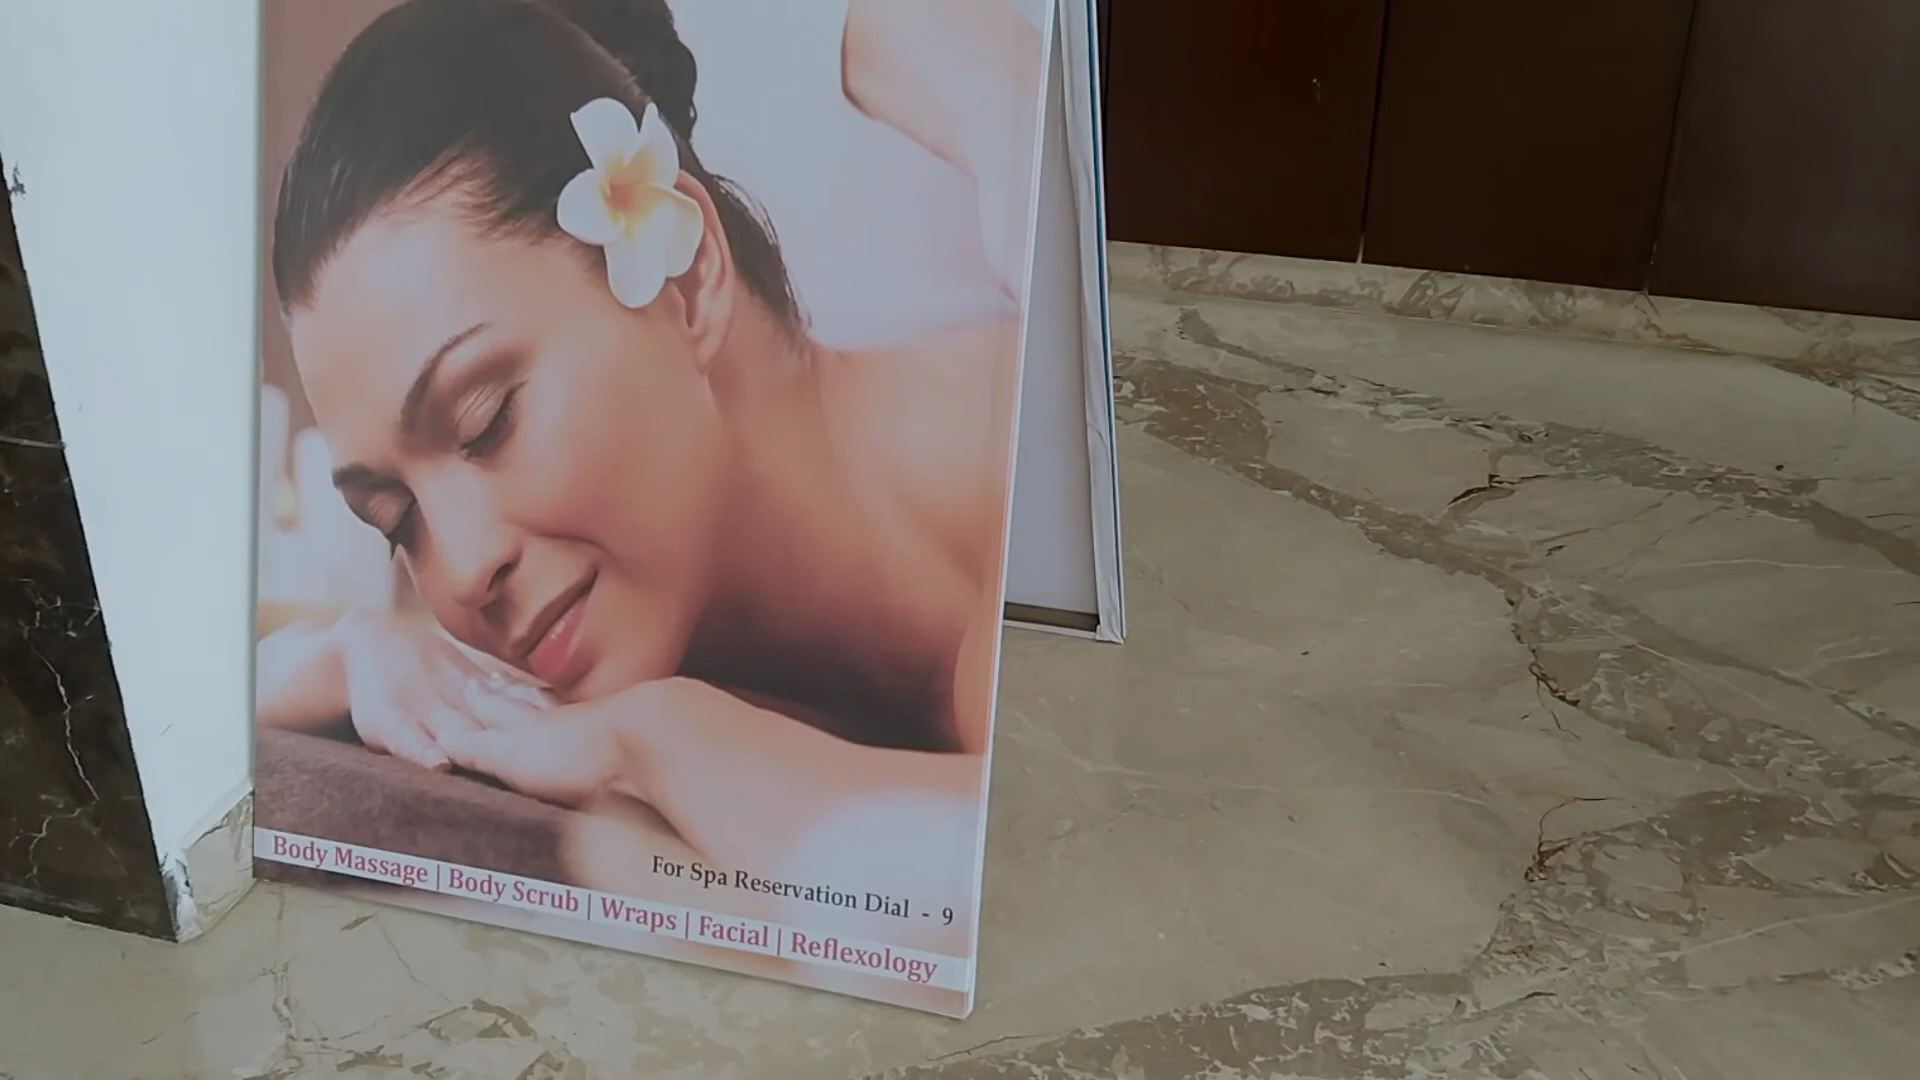 For Spa Reservation Dial - 9
Body Massage | Body Scrub | Wraps | Facial | Reflexology